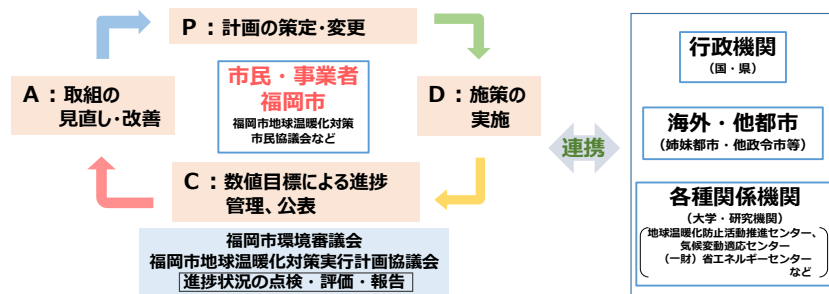 P：計画の策定・変更
A：取組の
見直し・改善
市民・事業者
福岡市
福岡市地球温暖化対策
市民協議会など
D：施策の
実施
C：数値目標による進捗
管理、公表
福岡市環境審議会
福岡市地球温暖化対策実行計画協議会
進捗状況の点検・評価・報告
連携
行政機関
（国・県）
海外・他都市
（姉妹都市・他政令市等）
各種関係機関
（大学・研究機関）
地球温暖化防止活動推進センター、
気候変動適応センター
（一財）省エネルギーセンター
など